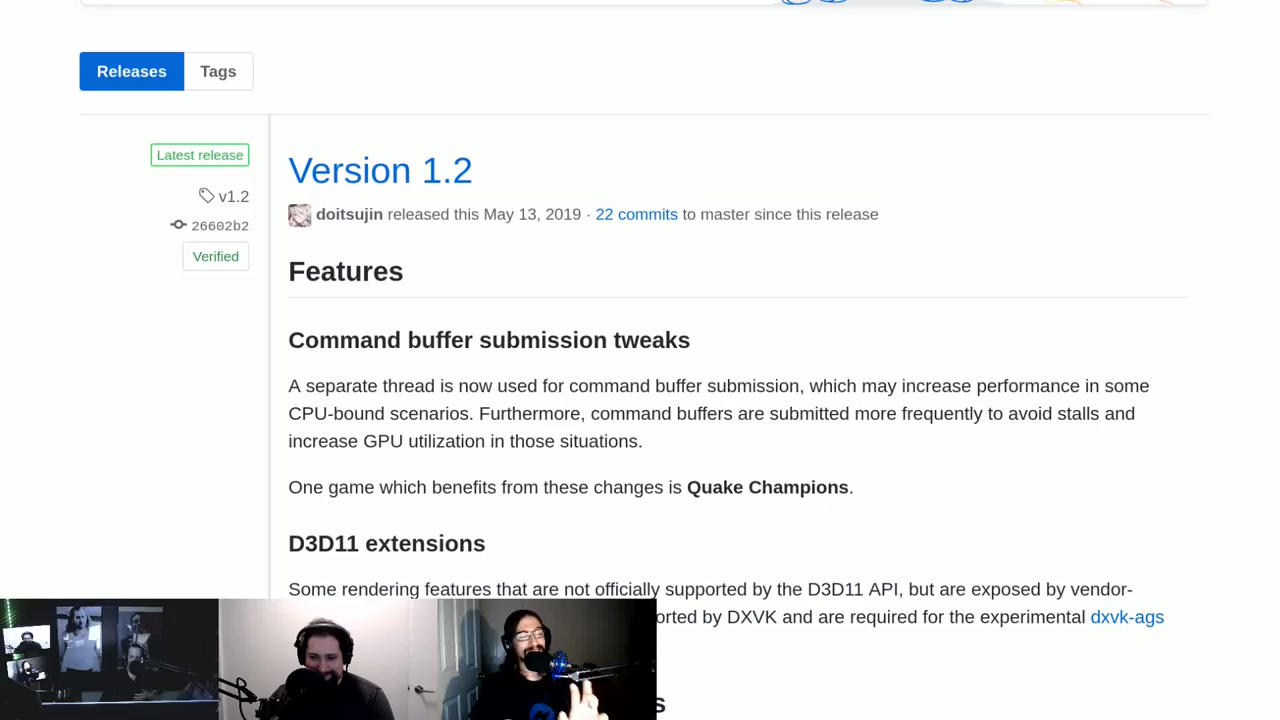 Releases
Tags
Latest release
v1.2
26602b2
Verified
Version 1.2
doitsujin released this May 13, 2019 · 22 commits to master since this release
Features
Command buffer submission tweaks
A separate thread is now used for command buffer submission, which may increase performance in some
CPU-bound scenarios. Furthermore, command buffers are submitted more frequently to avoid stalls and
increase GPU utilization in those situations.
One game which benefits from these changes is Quake Champions.
D3D11 extensions
Some rendering features that are not officially supported by the D3D11 API, but are exposed by vendor-
orted by DXVK and are required for the experimental dxvk-ags
s